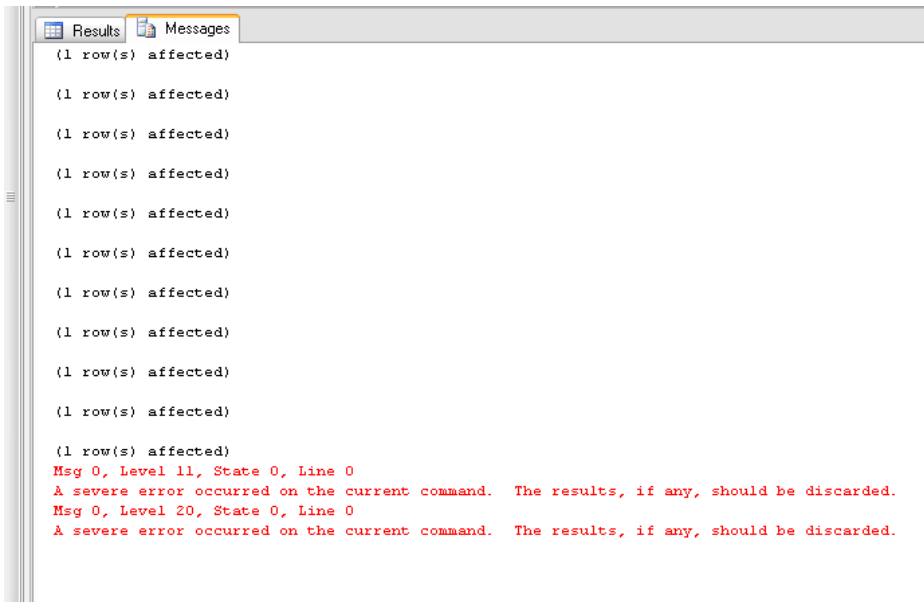 Results Messages
(1 row(s) affected)
(1 row(s) affected)
(1 row(s) affected)
(1 row(s) affected)
(1 row(s) affected)
(1 row(s) affected)
(1 row(s) affected)
(1 row(s) affected)
(1 row(s) affected)
(1 row(s) affected)
(1 row(s) affected)
Msg 0, Level 11, State 0, Line 0
A severe error occurred on the current command.  The results, if any, should be discarded.
Msg 0, Level 20, State 0, Line 0
A severe error occurred on the current command.  The results, if any, should be discarded.